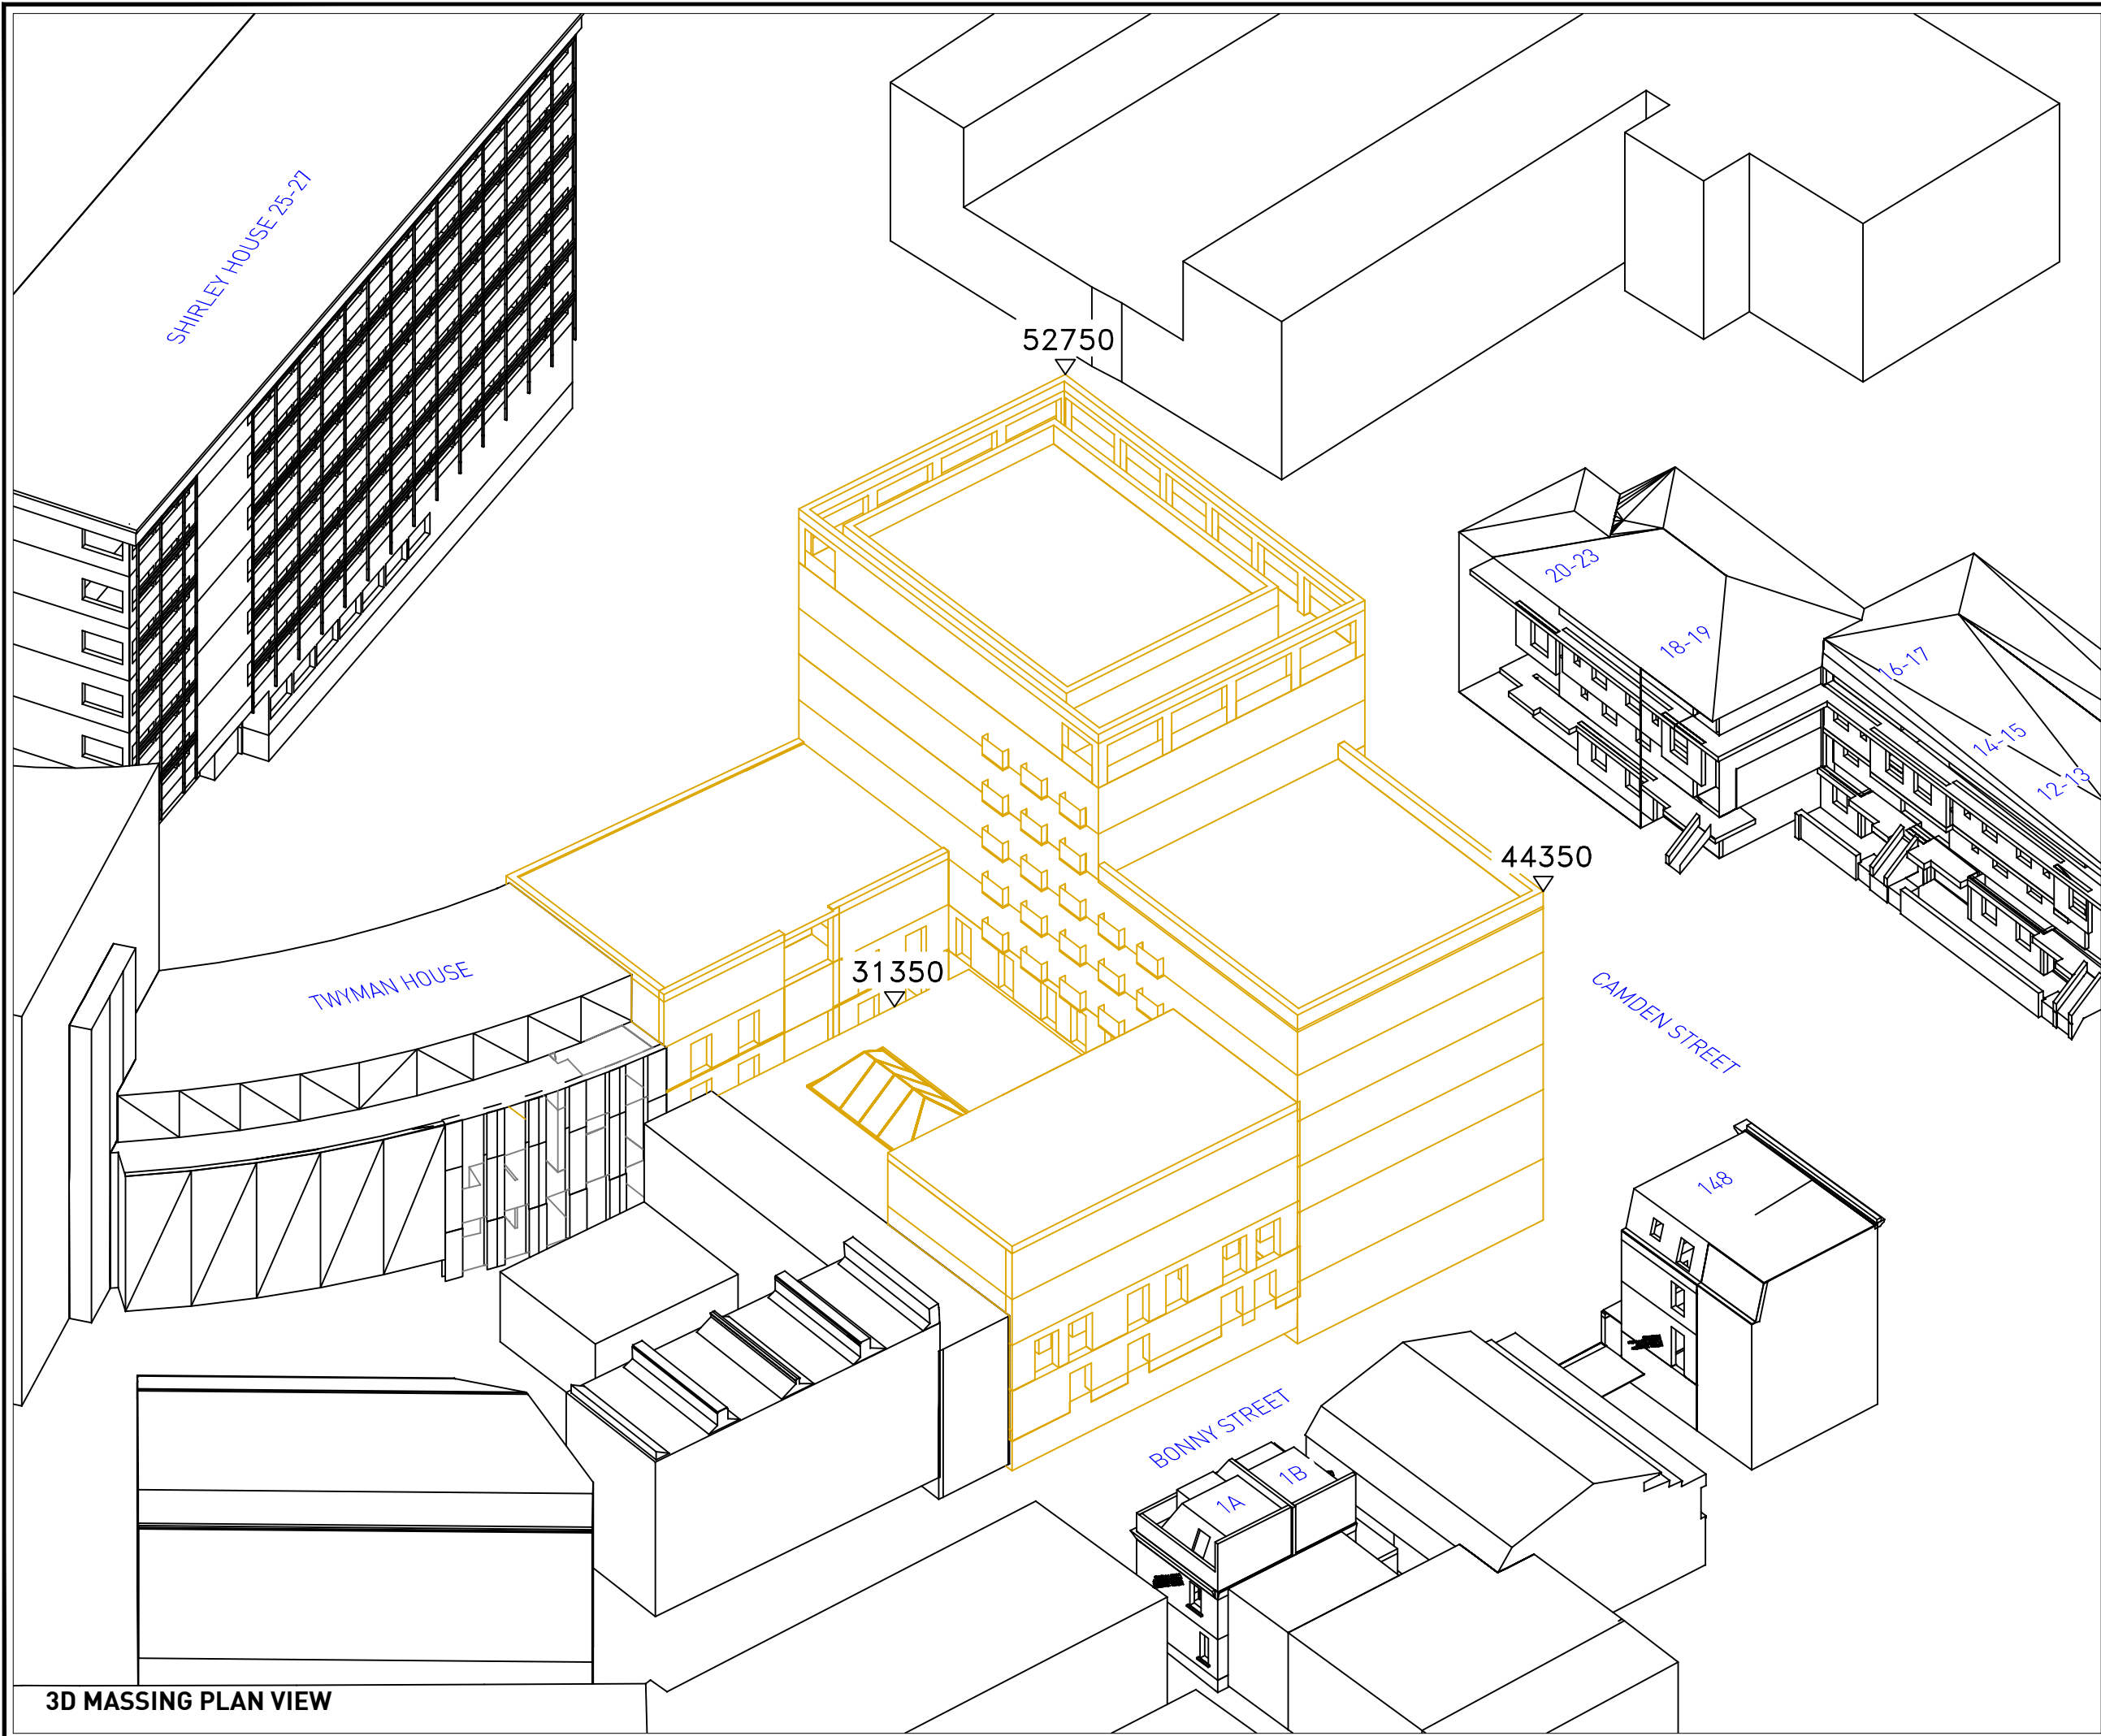 SHIRLEY HOUSE 25-27
52750
20-23
18-19
16-17
14-15
12-13
44350
31350
TWYMAN HOUSE
CAMDEN STREET
148
BONNY STREET
1B
1A
3D MASSING PLAN VIEW